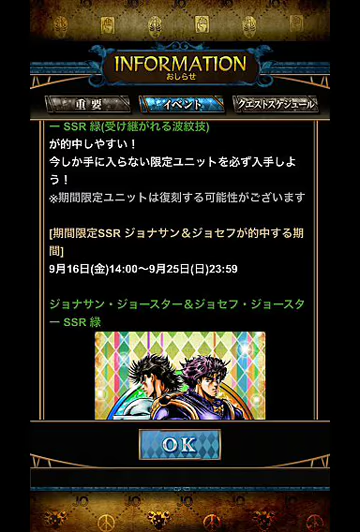 INFORMATION
おしらせ
重要
イベント
クエストスケジュール
ー SSR 緑(受け継がれる波紋技)
が的中しやすい！
今しか手に入らない限定ユニットを必ず入手しよ
う！
※期間限定ユニットは復刻する可能性がございます
[期間限定SSR ジョナサン＆ジョセフが的中する期
間]
9月16日(金)14:00〜9月25日(日)23:59
ジョナサン・ジョースター＆ジョセフ・ジョースタ
ー SSR 緑
OK